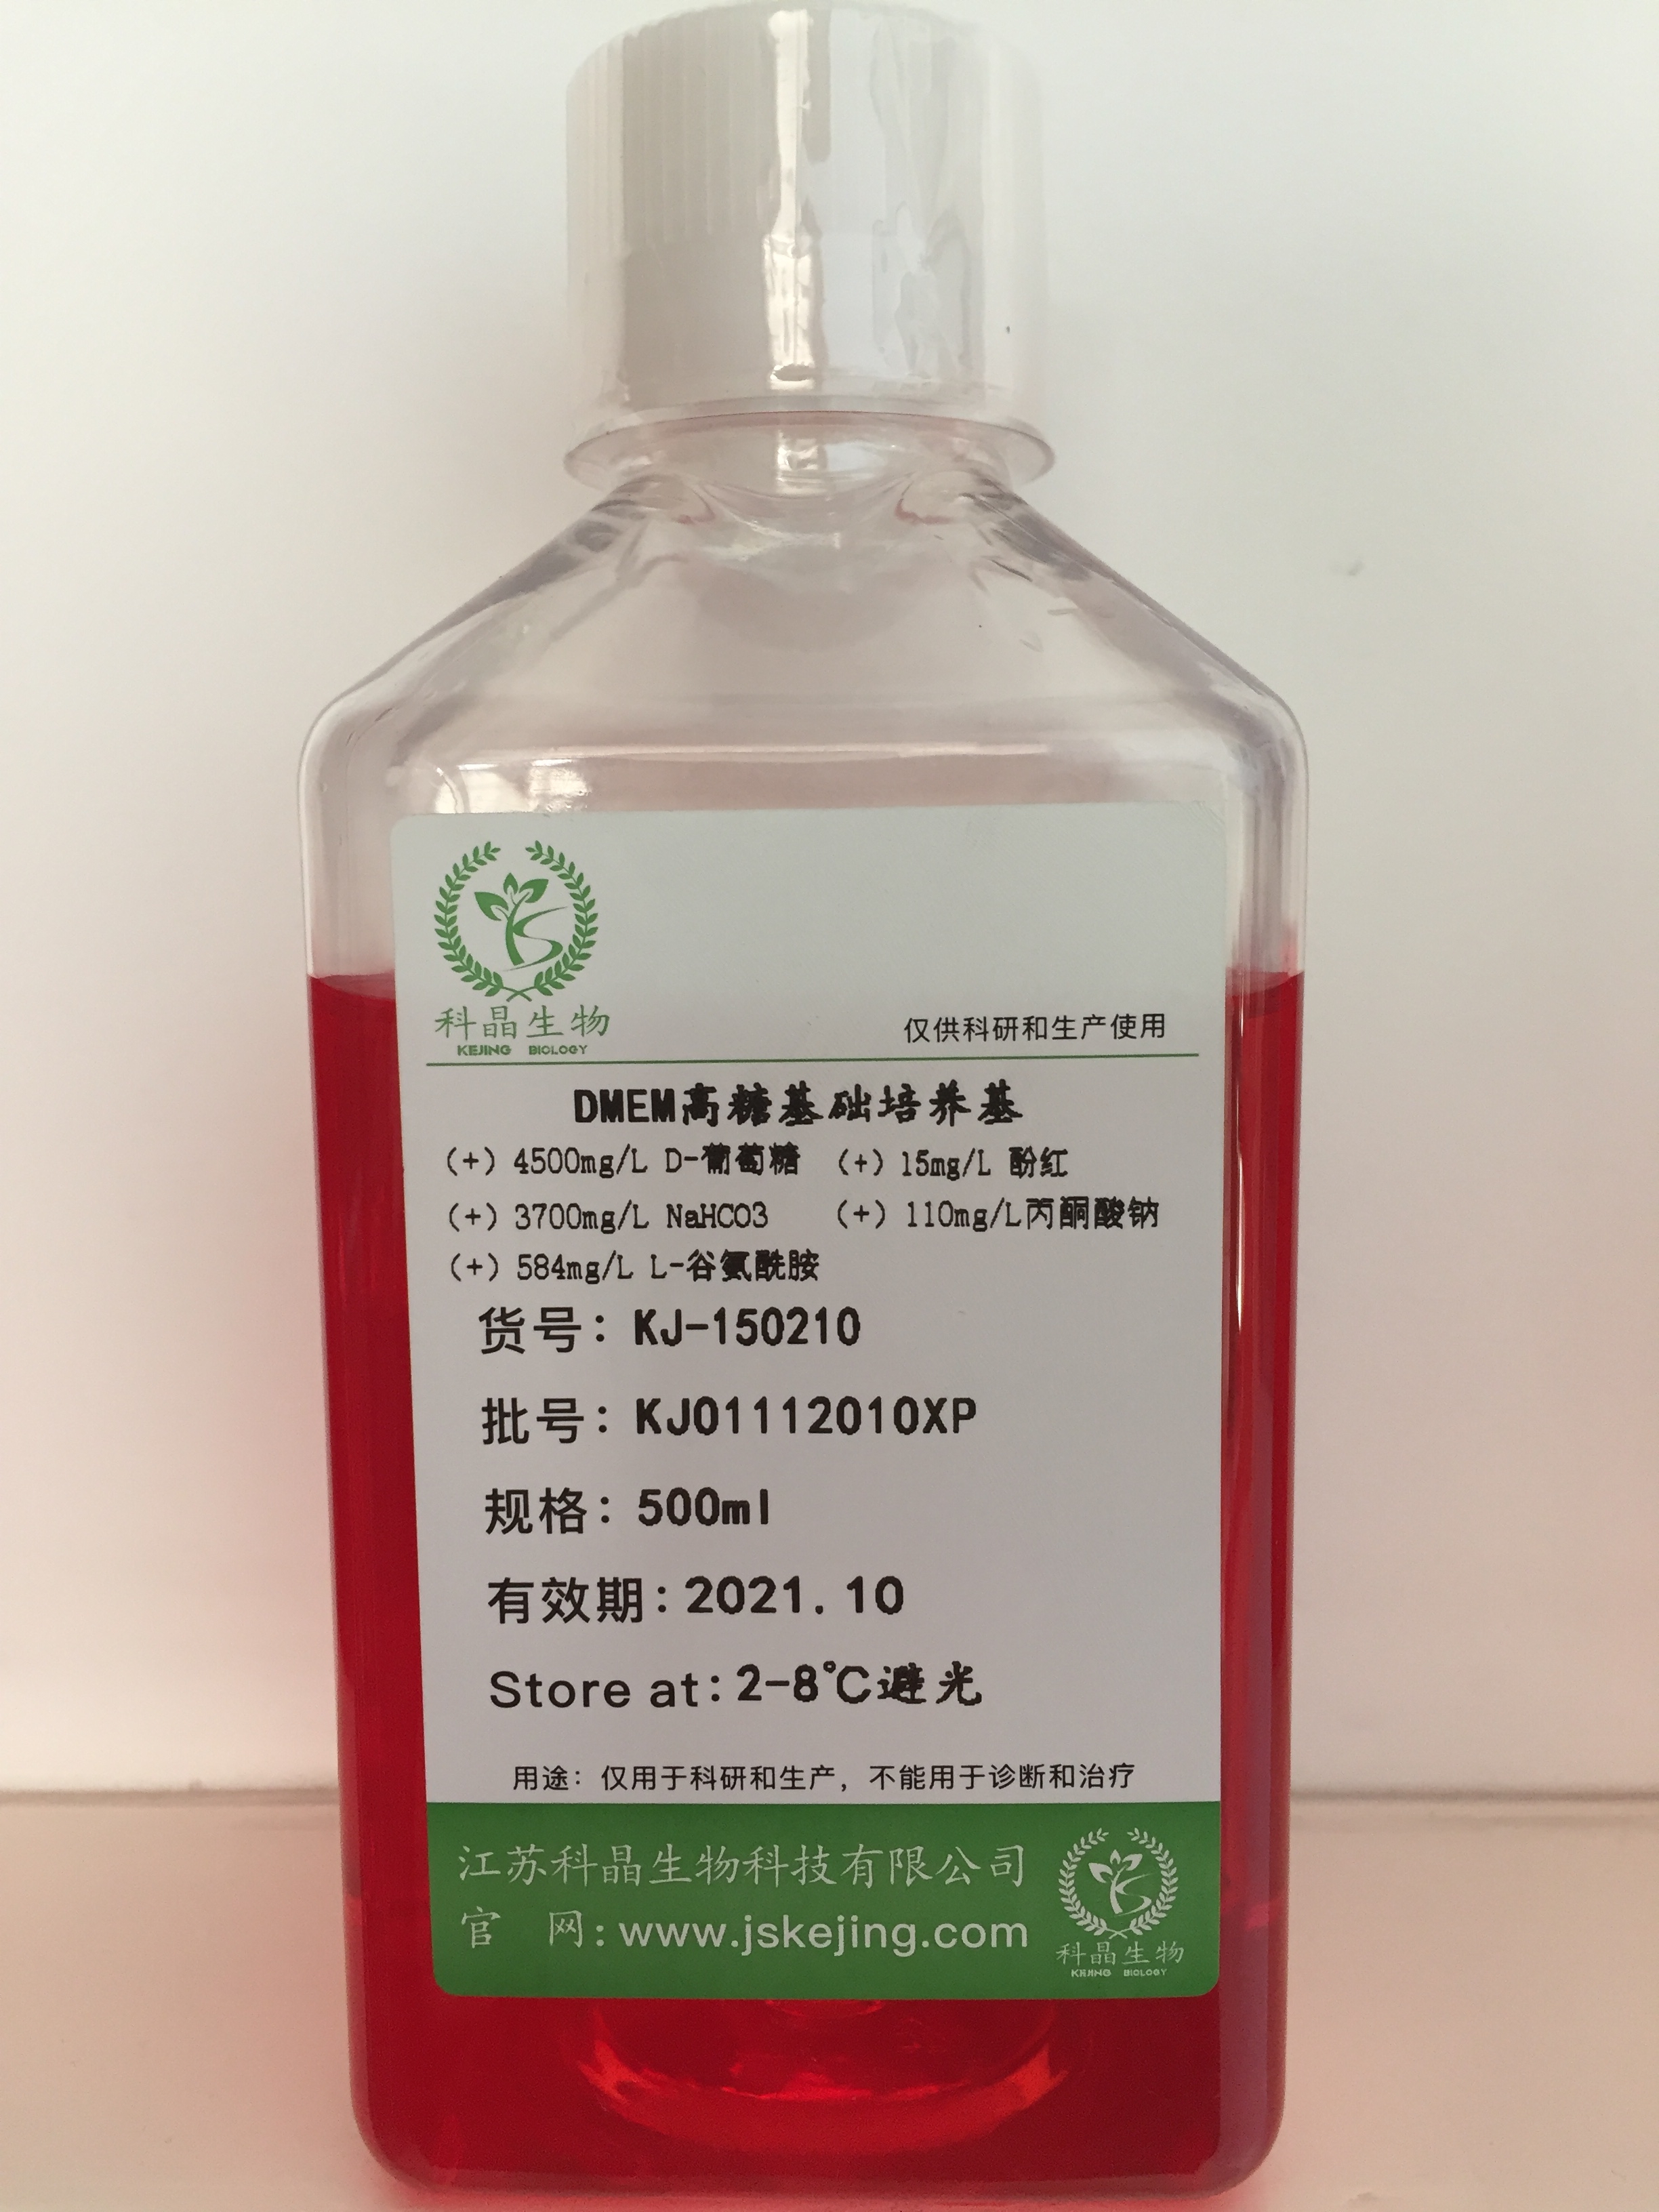 科晶生物
KEJING BIOLOGY
仅供科研和生产使用
DMEM高糖基础培养基
(+) 4500mg/L D-葡萄糖 (+) 15mg/L 酚红
(+) 3700mg/L NaHCO3 (+) 110mg/L丙酮酸钠
(+) 584mg/L L-谷氨酰胺
货号: KJ-150210
批号: KJ01112010XP
规格: 500ml
有效期: 2021.10
Store at: 2-8℃避光
用途: 仅用于科研和生产，不能用于诊断和治疗
江苏科晶生物科技有限公司
官 网: www.jskejing.com
科晶生物
KEJING BIOLOGY